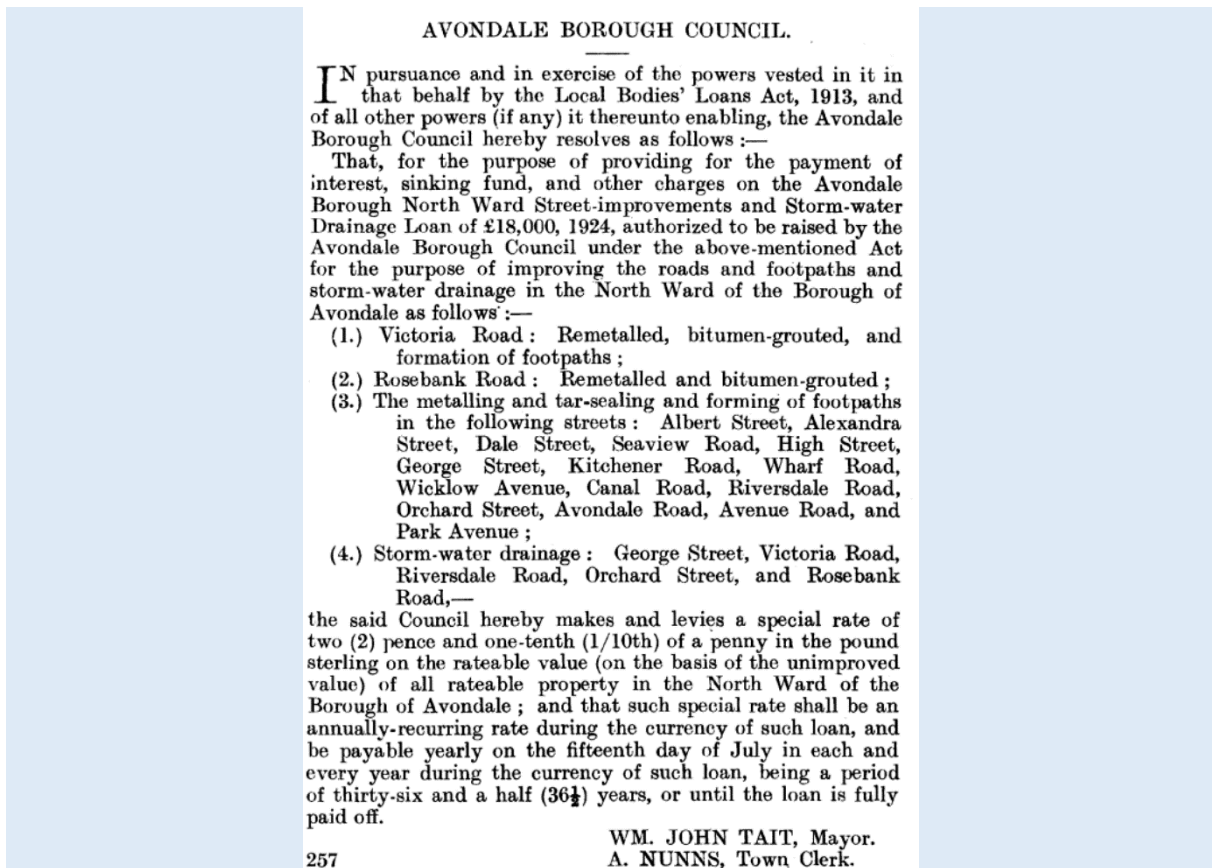 AVONDALE BOROUGH COUNCIL.
IN pursuance and in exercise of the powers vested in it in
that behalf by the Local Bodies' Loans Act, 1913, and
of all other powers (if any) it thereunto enabling, the Avondale
Borough Council hereby resolves as follows :—
That, for the purpose of providing for the payment of
interest, sinking fund, and other charges on the Avondale
Borough North Ward Street-improvements and Storm-water
Drainage Loan of £18,000, 1924, authorized to be raised by the
Avondale Borough Council under the above-mentioned Act
for the purpose of improving the roads and footpaths and
storm-water drainage in the North Ward of the Borough of
Avondale as follows :—
(1.) Victoria Road : Remetalled, bitumen-grouted, and
formation of footpaths ;
(2.) Rosebank Road : Remetalled and bitumen-grouted ;
(3.) The metalling and tar-sealing and forming of footpaths
in the following streets : Albert Street, Alexandra
Street, Dale Street, Seaview Road, High Street,
George Street, Kitchener Road, Wharf Road,
Wicklow Avenue, Canal Road, Riversdale Road,
Orchard Street, Avondale Road, Avenue Road, and
Park Avenue ;
(4.) Storm-water drainage : George Street, Victoria Road,
Riversdale Road, Orchard Street, and Rosebank
Road,—
the said Council hereby makes and levies a special rate of
two (2) pence and one-tenth (1/10th) of a penny in the pound
sterling on the rateable value (on the basis of the unimproved
value) of all rateable property in the North Ward of the
Borough of Avondale ; and that such special rate shall be an
annually-recurring rate during the currency of such loan, and
be payable yearly on the fifteenth day of July in each and
every year during the currency of such loan, being a period
of thirty-six and a half (36½) years, or until the loan is fully
paid off.
WM. JOHN TAIT, Mayor.
257 A. NUNNS, Town Clerk.